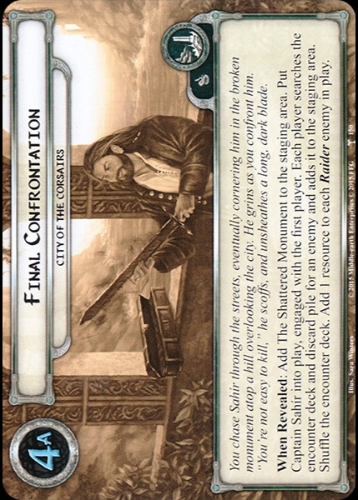 4A
FINAL CONFRONTATION
CITY OF THE CORSAIRS
You chase Sahír through the streets, eventually cornering him in the broken
monument atop a hill overlooking the city. He grins as you confront him.
"You're not easy to kill," he scoffs, and unsheathes a long, dark blade.
When Revealed: Add The Shattered Monument to the staging area. Put
Captain Sahír into play, engaged with the first player. Each player searches the
encounter deck and discard pile for an enemy and adds it to the staging area.
Shuffle the encounter deck. Add 1 resource to each Raider enemy in play.
Illus. Sara Winters © 2015 Middle-earth Enterprises © 2015 FFG 150